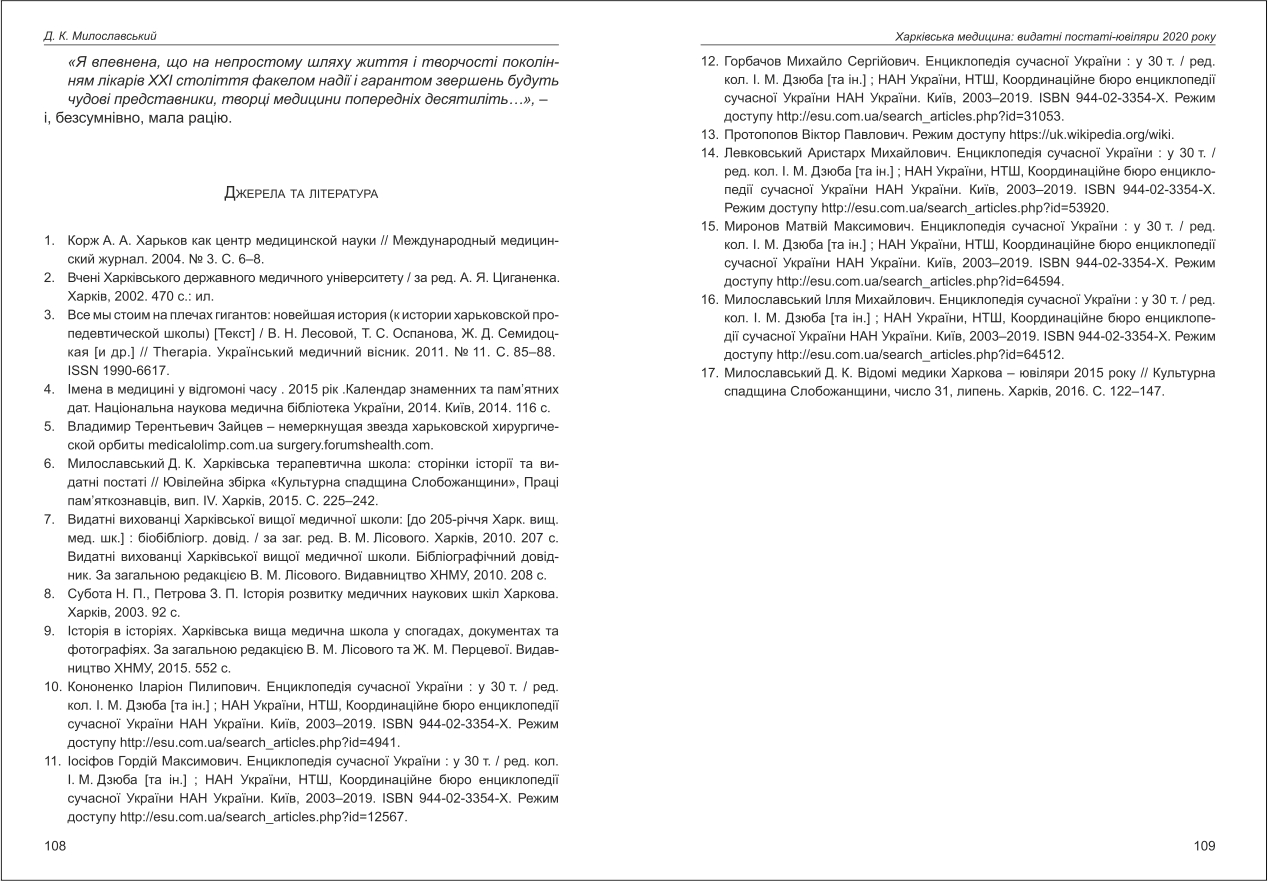 Д. К. Милославський
«Я впевнена, що на непростому шляху життя і творчості поколін-
ням лікарів XXI століття факелом надії і гарантом звершень будуть
чудові представники, творці медицини попередніх десятиліть…», –
і, безсумнівно, мала рацію.
Джерела та література
1. Корж А. А. Харьков как центр медицинской науки // Международный медицин-
ский журнал. 2004. № 3. С. 6–8.
2. Вчені Харківського державного медичного університету / за ред. А. Я. Циганенка.
Харків, 2002. 470 с.: ил.
3. Все мы стоим на плечах гигантов: новейшая история (к истории харьковской про-
педевтической школы) [Текст] / В. Н. Лесовой, Т. С. Оспанова, Ж. Д. Семидоц-
кая [и др.] // Therapia. Український медичний вісник. 2011. № 11. С. 85–88.
ISSN 1990-6617.
4. Імена в медицині у відгомоні часу . 2015 рік .Календар знаменних та пам’ятних
дат. Національна наукова медична бібліотека України, 2014. Київ, 2014. 116 с.
5. Владимир Терентьевич Зайцев – немеркнущая звезда харьковской хирургиче-
ской орбиты medicalolimp.com.ua surgery.forumshealth.com.
6. Милославський Д. К. Харківська терапевтична школа: сторінки історії та ви-
датні постаті // Ювілейна збірка «Культурна спадщина Слобожанщини», Праці
пам’яткознавців, вип. IV. Харків, 2015. С. 225–242.
7. Видатні вихованці Харківської вищої медичної школи: [до 205-річчя Харк. вищ.
мед. шк.] : біобібліогр. довід. / за заг. ред. В. М. Лісового. Харків, 2010. 207 с.
Видатні вихованці Харківської вищої медичної школи. Бібліографічний довід-
ник. За загальною редакцією В. М. Лісового. Видавництво ХНМУ, 2010. 208 с.
8. Субота Н. П., Петрова З. П. Історія розвитку медичних наукових шкіл Харкова.
Харків, 2003. 92 с.
9. Історія в історіях. Харківська вища медична школа у спогадах, документах та
фотографіях. За загальною редакцією В. М. Лісового та Ж. М. Перцевої. Видав-
ництво ХНМУ, 2015. 552 с.
10. Кононенко Іларіон Пилипович. Енциклопедія сучасної України : у 30 т. / ред.
кол. І. М. Дзюба [та ін.] ; НАН України, НТШ, Координаційне бюро енциклопедії
сучасної України НАН України. Київ, 2003–2019. ISBN 944-02-3354-X. Режим
доступу http://esu.com.ua/search_articles.php?id=4941.
11. Іосіфов Гордій Максимович. Енциклопедія сучасної України : у 30 т. / ред. кол.
І. М. Дзюба [та ін.] ; НАН України, НТШ, Координаційне бюро енциклопедії
сучасної України НАН України. Київ, 2003–2019. ISBN 944-02-3354-X. Режим
доступу http://esu.com.ua/search_articles.php?id=12567.
108
Харківська медицина: видатні постаті-ювіляри 2020 року
12. Горбачов Михайло Сергійович. Енциклопедія сучасної України : у 30 т. / ред.
кол. І. М. Дзюба [та ін.] ; НАН України, НТШ, Координаційне бюро енциклопедії
сучасної України НАН України. Київ, 2003–2019. ISBN 944-02-3354-X. Режим
доступу http://esu.com.ua/search_articles.php?id=31053.
13. Протопопов Віктор Павлович. Режим доступу https://uk.wikipedia.org/wiki.
14. Левковський Аристарх Михайлович. Енциклопедія сучасної України : у 30 т. /
ред. кол. І. М. Дзюба [та ін.] ; НАН України, НТШ, Координаційне бюро енцикло-
педії сучасної України НАН України. Київ, 2003–2019. ISBN 944-02-3354-X.
Режим доступу http://esu.com.ua/search_articles.php?id=53920.
15. Миронов Матвій Максимович. Енциклопедія сучасної України : у 30 т. / ред.
кол. І. М. Дзюба [та ін.] ; НАН України, НТШ, Координаційне бюро енциклопедії
сучасної України НАН України. Київ, 2003–2019. ISBN 944-02-3354-X. Режим
доступу http://esu.com.ua/search_articles.php?id=64594.
16. Милославський Ілля Михайлович. Енциклопедія сучасної України : у 30 т. / ред.
кол. І. М. Дзюба [та ін.] ; НАН України, НТШ, Координаційне бюро енциклопе-
дії сучасної України НАН України. Київ, 2003–2019. ISBN 944-02-3354-X. Режим
доступу http://esu.com.ua/search_articles.php?id=64512.
17. Милославський Д. К. Відомі медики Харкова – ювіляри 2015 року // Культурна
спадщина Слобожанщини, число 31, липень. Харків, 2016. С. 122–147.
109